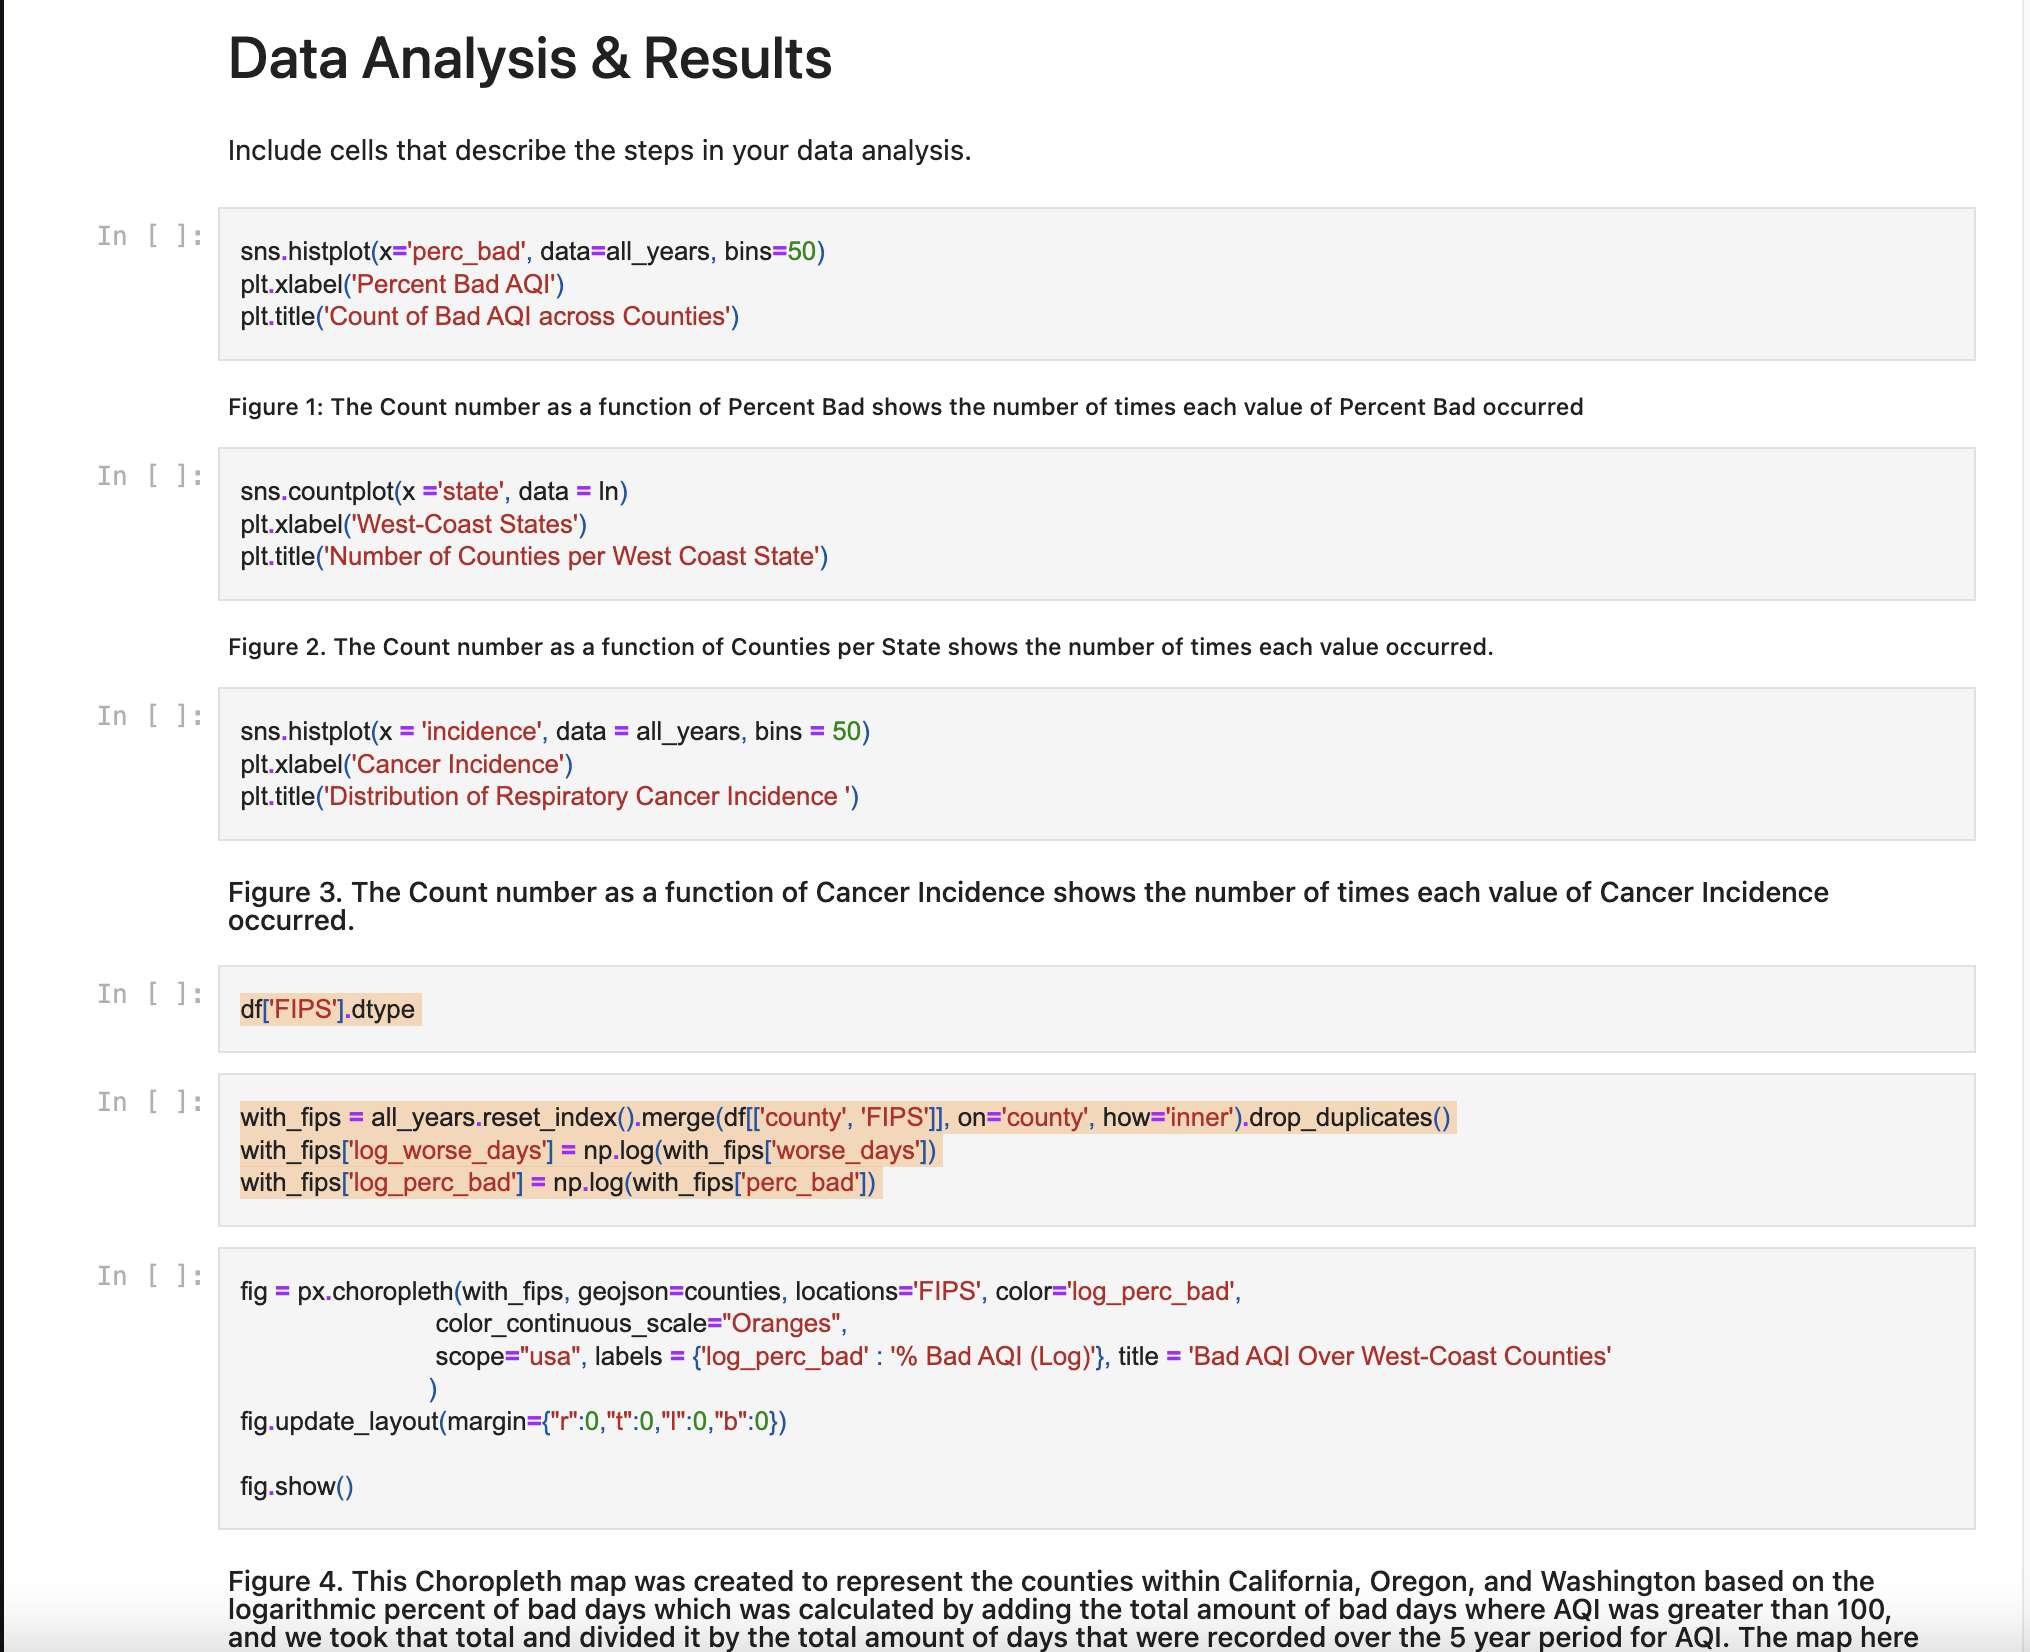 Data Analysis & Results
Include cells that describe the steps in your data analysis.
In [ ]:
sns.histplot(x='perc_bad', data=all_years, bins=50)
plt.xlabel('Percent Bad AQI')
plt.title('Count of Bad AQI across Counties')
Figure 1: The Count number as a function of Percent Bad shows the number of times each value of Percent Bad occurred
In [ ]:
sns.countplot(x ='state', data = ln)
plt.xlabel('West-Coast States')
plt.title('Number of Counties per West Coast State')
Figure 2. The Count number as a function of Counties per State shows the number of times each value occurred.
In [ ]:
sns.histplot(x = 'incidence', data = all_years, bins = 50)
plt.xlabel('Cancer Incidence')
plt.title('Distribution of Respiratory Cancer Incidence ')
Figure 3. The Count number as a function of Cancer Incidence shows the number of times each value of Cancer Incidence
occurred.
In [ ]:
df['FIPS'].dtype
In [ ]:
with_fips = all_years.reset_index().merge(df[['county', 'FIPS']], on='county', how='inner').drop_duplicates()
with_fips['log_worse_days'] = np.log(with_fips['worse_days'])
with_fips['log_perc_bad'] = np.log(with_fips['perc_bad'])
In [ ]:
fig = px.choropleth(with_fips, geojson=counties, locations='FIPS', color='log_perc_bad',
color_continuous_scale="Oranges",
scope="usa", labels = {'log_perc_bad' : '% Bad AQI (Log)'}, title = 'Bad AQI Over West-Coast Counties'
)
fig.update_layout(margin={"r":0,"t":0,"l":0,"b":0})
fig.show()
Figure 4. This Choropleth map was created to represent the counties within California, Oregon, and Washington based on the
logarithmic percent of bad days which was calculated by adding the total amount of bad days where AQI was greater than 100,
and we took that total and divided it by the total amount of days that were recorded over the 5 year period for AQI. The map here